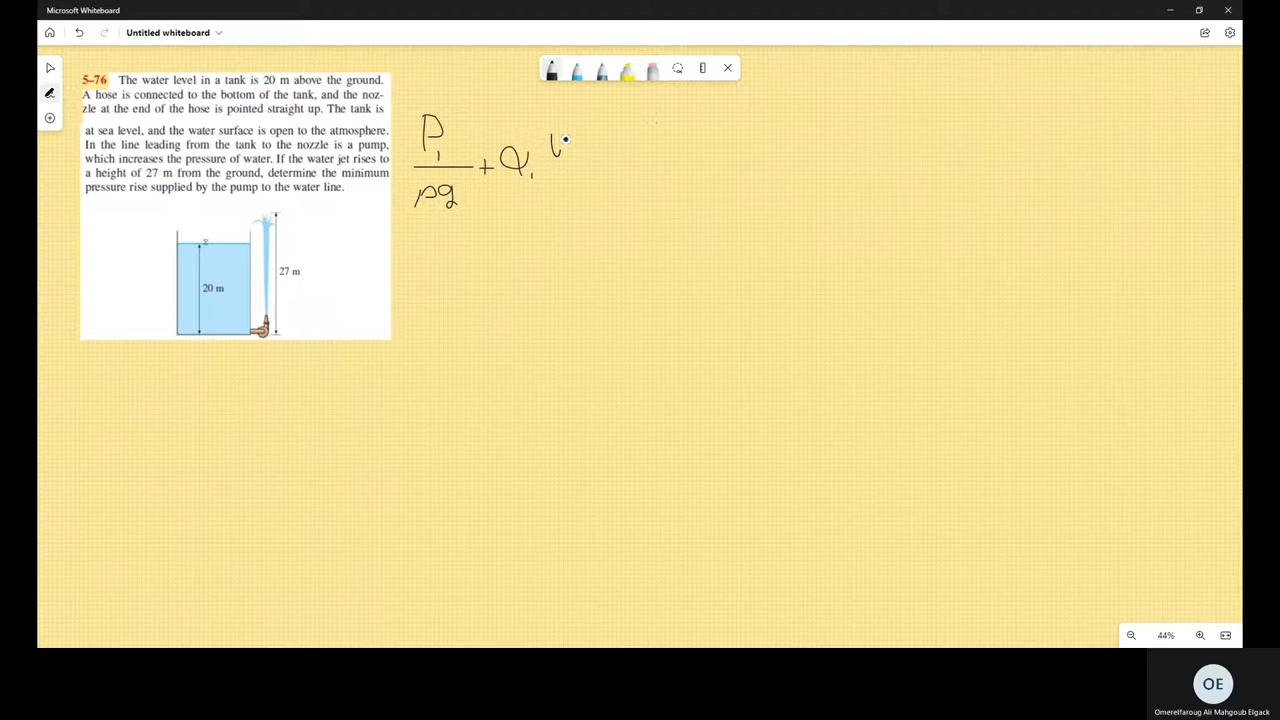 Microsoft Whiteboard
Untitled whiteboard
5–76 The water level in a tank is 20 m above the ground.
A hose is connected to the bottom of the tank, and the noz-
zle at the end of the hose is pointed straight up. The tank is
at sea level, and the water surface is open to the atmosphere.
In the line leading from the tank to the nozzle is a pump,
which increases the pressure of water. If the water jet rises to
a height of 27 m from the ground, determine the minimum
pressure rise supplied by the pump to the water line.
27 m
20 m
P₁
ρg
+
44%
OE
Omerelfaroug Ali Mahgoub Elgack